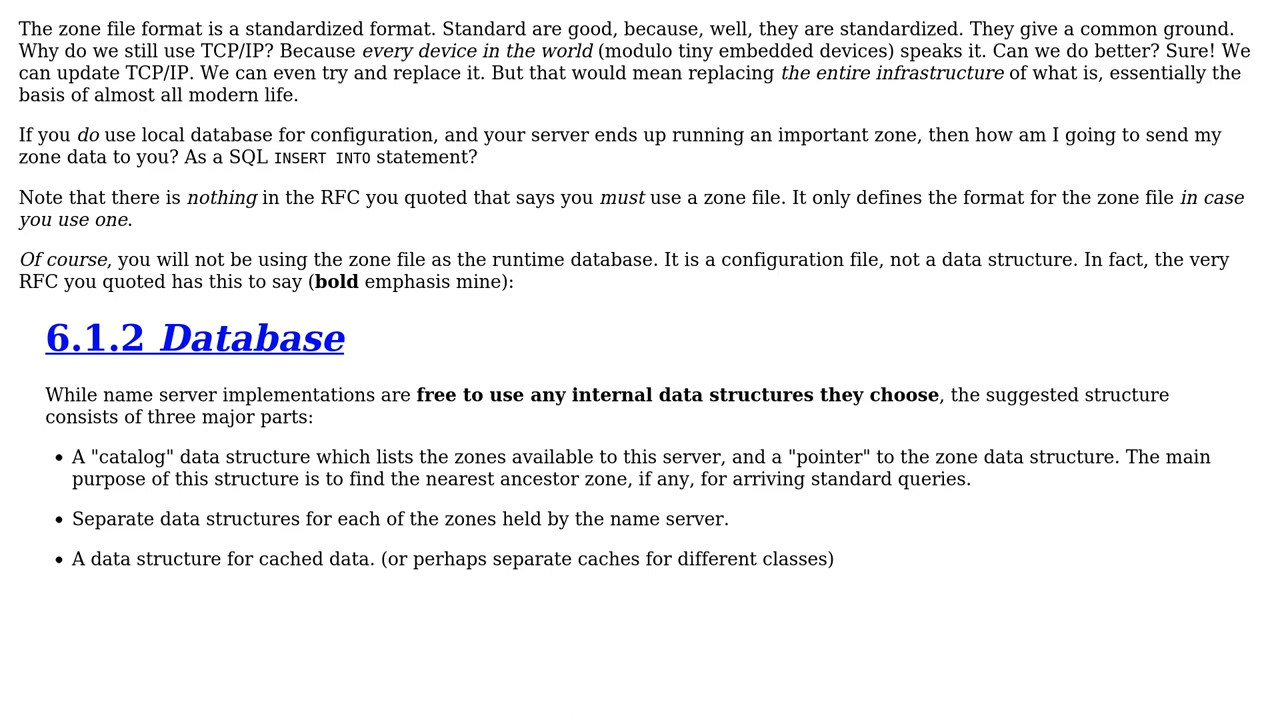 The zone file format is a standardized format. Standard are good, because, well, they are standardized. They give a common ground.
Why do we still use TCP/IP? Because every device in the world (modulo tiny embedded devices) speaks it. Can we do better? Sure! We
can update TCP/IP. We can even try and replace it. But that would mean replacing the entire infrastructure of what is, essentially the
basis of almost all modern life.
If you do use local database for configuration, and your server ends up running an important zone, then how am I going to send my
zone data to you? As a SQL INSERT INTO statement?
Note that there is nothing in the RFC you quoted that says you must use a zone file. It only defines the format for the zone file in case
you use one.
Of course, you will not be using the zone file as the runtime database. It is a configuration file, not a data structure. In fact, the very
RFC you quoted has this to say (bold emphasis mine):
6.1.2 Database
While name server implementations are free to use any internal data structures they choose, the suggested structure
consists of three major parts:
• A "catalog" data structure which lists the zones available to this server, and a "pointer" to the zone data structure. The main
purpose of this structure is to find the nearest ancestor zone, if any, for arriving standard queries.
• Separate data structures for each of the zones held by the name server.
• A data structure for cached data. (or perhaps separate caches for different classes)